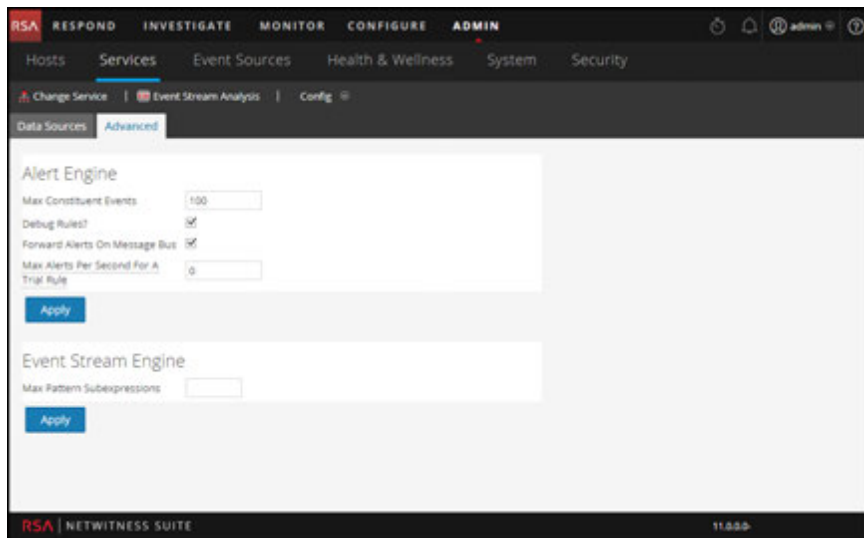 RSA RESPOND INVESTIGATE MONITOR CONFIGURE ADMIN admin
Hosts Services Event Sources Health & Wellness System Security
Change Service | Event Stream Analysis | Config
Data Sources Advanced
Alert Engine
Max Constituent Events 100
Debug Rules?
Forward Alerts On Message Bus
Max Alerts Per Second For A 0
Trial Rule
Apply
Event Stream Engine
Max Pattern Subexpressions
Apply
RSA | NETWITNESS SUITE 11.0.0.0-